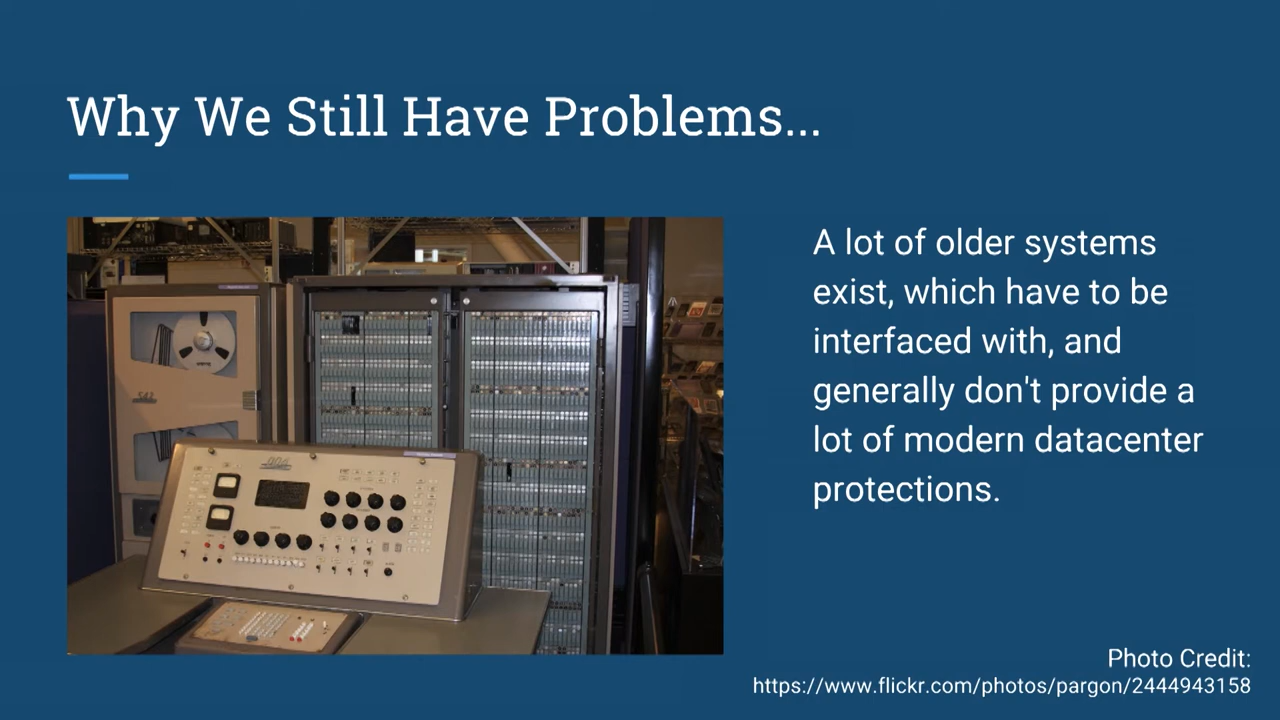 Why We Still Have Problems...
A lot of older systems
exist, which have to be
interfaced with, and
generally don't provide a
lot of modern datacenter
protections.
Photo Credit:
https://www.flickr.com/photos/pargon/2444943158